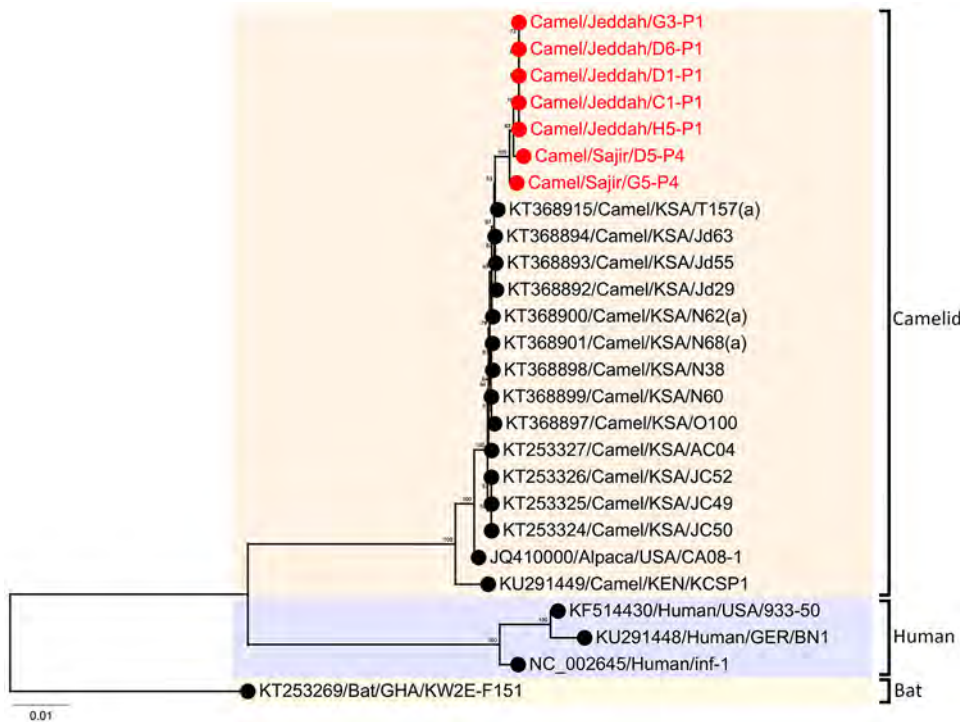 Camel/Jeddah/G3-P1
Camel/Jeddah/D6-P1
Camel/Jeddah/D1-P1
Camel/Jeddah/C1-P1
Camel/Jeddah/H5-P1
Camel/Sajir/D5-P4
Camel/Sajir/G5-P4
KT368915/Camel/KSA/T157(a)
KT368894/Camel/KSA/Jd63
KT368893/Camel/KSA/Jd55
KT368892/Camel/KSA/Jd29
KT368900/Camel/KSA/N62(a)
Camelid
KT368901/Camel/KSA/N68(a)
KT368898/Camel/KSA/N38
KT368899/Camel/KSA/N60
KT368897/Camel/KSA/O100
KT253327/Camel/KSA/AC04
KT253326/Camel/KSA/JC52
KT253325/Camel/KSA/JC49
KT253324/Camel/KSA/JC50
JQ410000/Alpaca/USA/CA08-1
KU291449/Camel/KEN/KCSP1
KF514430/Human/USA/933-50
KU291448/Human/GER/BN1
Human
NC_002645/Human/inf-1
KT253269/Bat/GHA/KW2E-F151
Bat
0.01